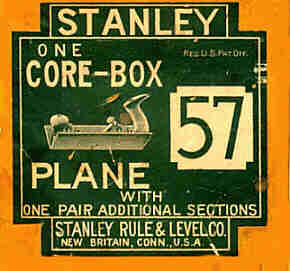 STANLEY
ONE
REG. U.S. PAT. OFF.
CORE-BOX
57
PLANE
WITH
ONE PAIR ADDITIONAL SECTIONS
STANLEY RULE & LEVEL CO.
NEW BRITAIN, CONN., U.S.A